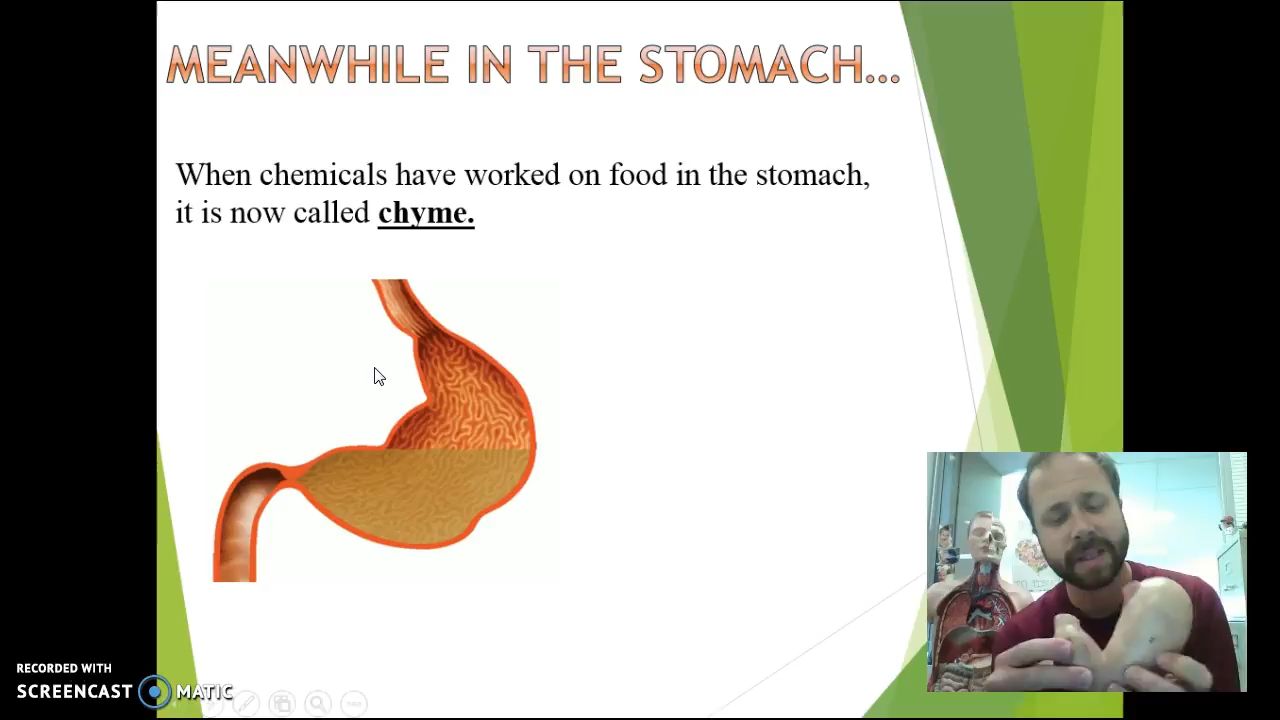 MEANWHILE IN THE STOMACH...
When chemicals have worked on food in the stomach,
it is now called chyme.
RECORDED WITH
SCREENCAST MATIC